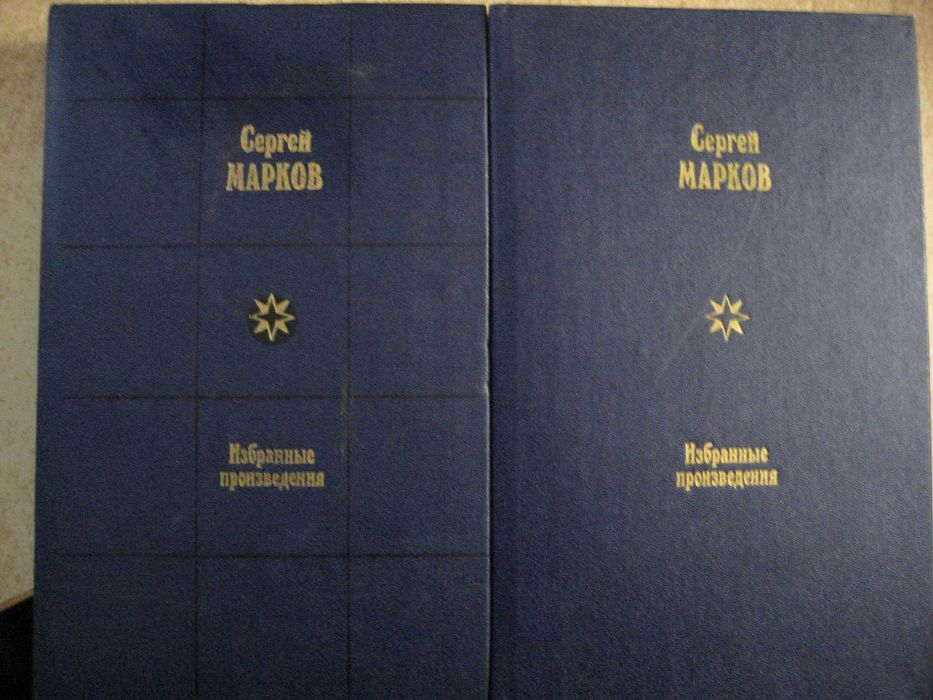 Сергей
МАРКОВ
Избранные
произведения
Сергей
МАРКОВ
Избранные
произведения